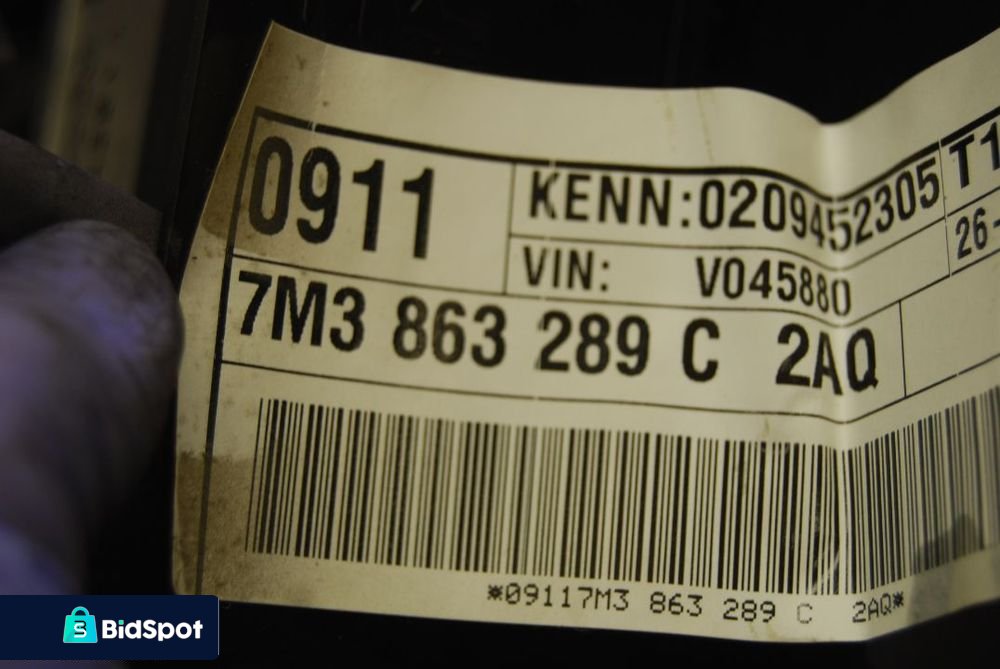 0911
KENN:0209452305
T1
VIN: V045880
26-
7M3 863 289 C 2AQ
*09117M3 863 289 C 2AQ*
BidSpot